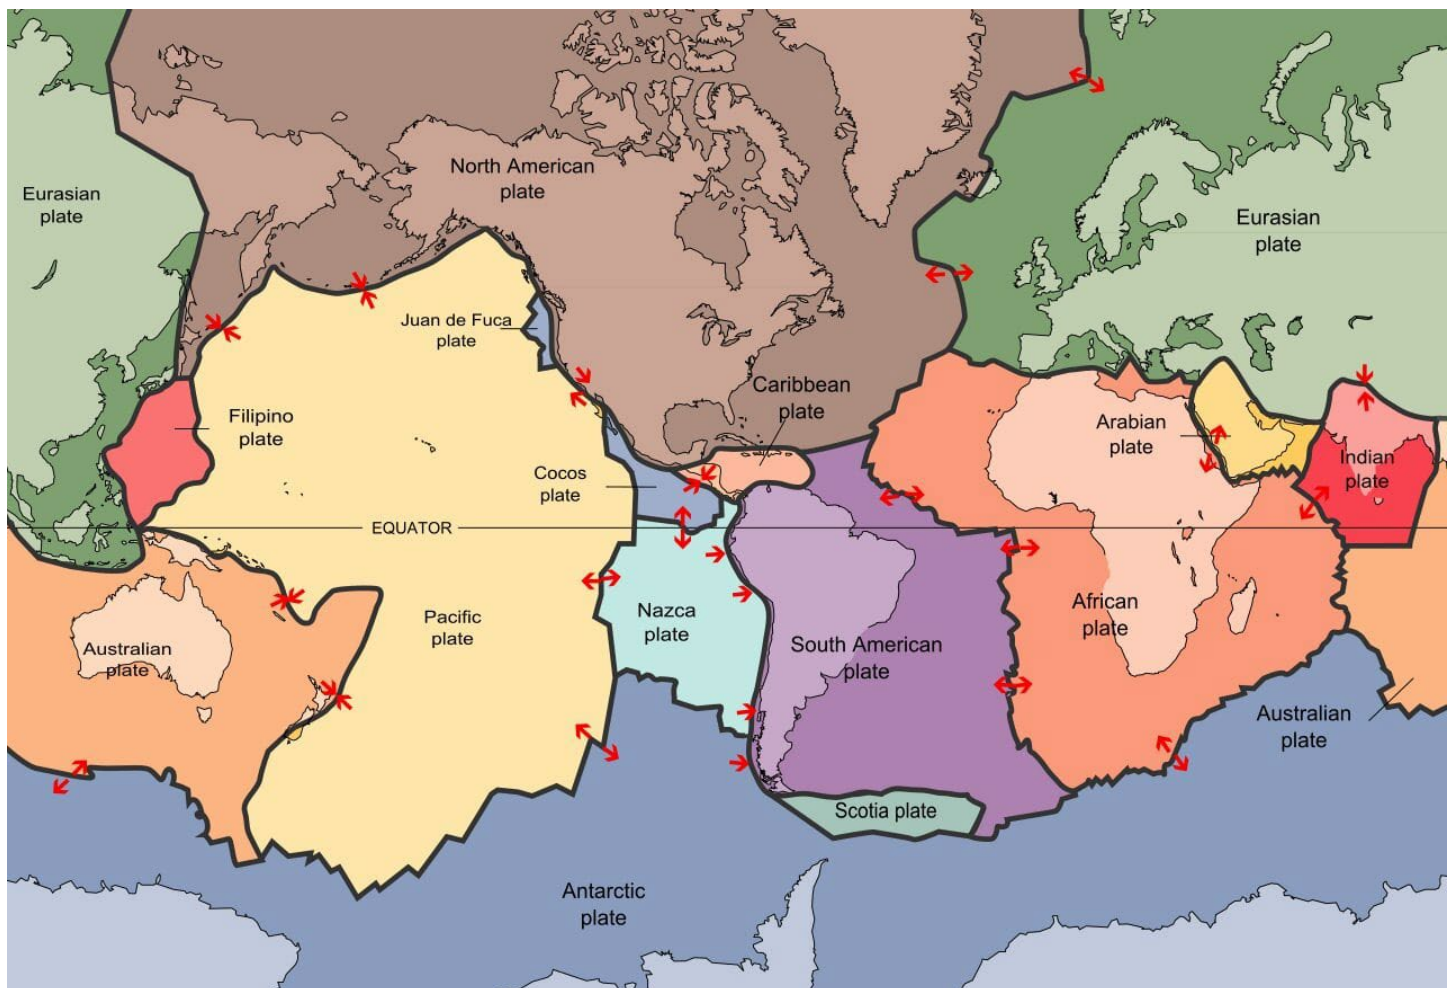 North American
plate
Eurasian
plate
Eurasian
plate
Juan de Fuca
plate
Caribbean
plate
Filipino
plate
Arabian
plate
Cocos
plate
Indian
plate
EQUATOR
Nazca
plate
African
plate
Pacific
plate
Australian
plate
South American
plate
Australian
plate
Scotia plate
Antarctic
plate